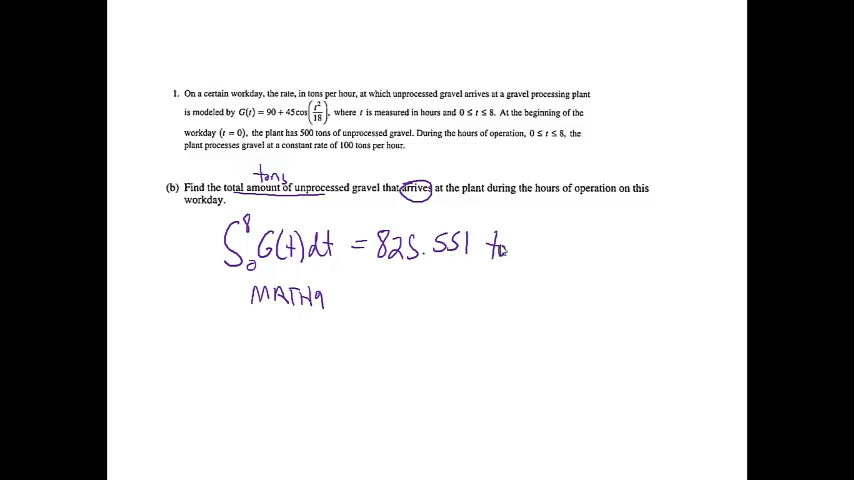 1. On a certain workday, the rate, in tons per hour, at which unprocessed gravel arrives at a gravel processing plant
is modeled by G(t) = 90 + 45cos(t²/18), where t is measured in hours and 0 ≤ t ≤ 8. At the beginning of the
workday (t = 0), the plant has 500 tons of unprocessed gravel. During the hours of operation, 0 ≤ t ≤ 8, the
plant processes gravel at a constant rate of 100 tons per hour.
tons
(b) Find the total amount of unprocessed gravel that arrives at the plant during the hours of operation on this
workday.
∫₀⁸ G(t)dt = 825.551 to
MATH9